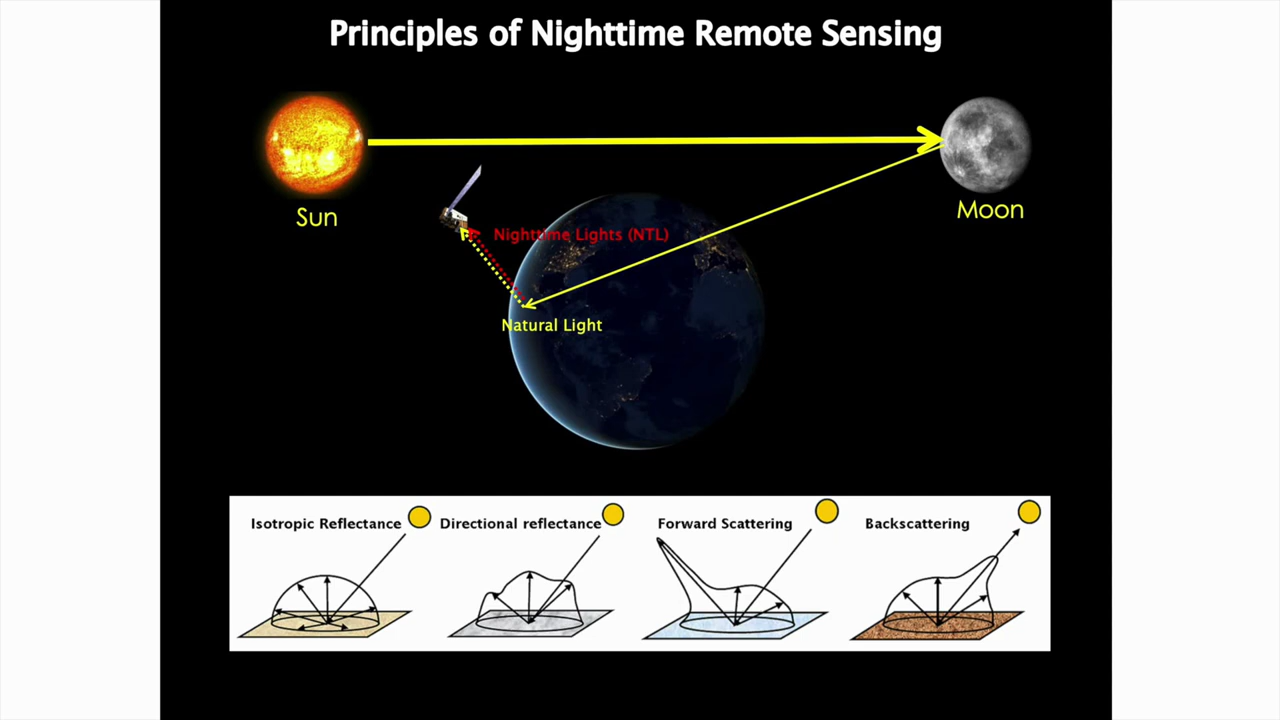 Principles of Nighttime Remote Sensing
Sun
Moon
Nighttime Lights (NTL)
Natural Light
Isotropic Reflectance
Directional reflectance
Forward Scattering
Backscattering